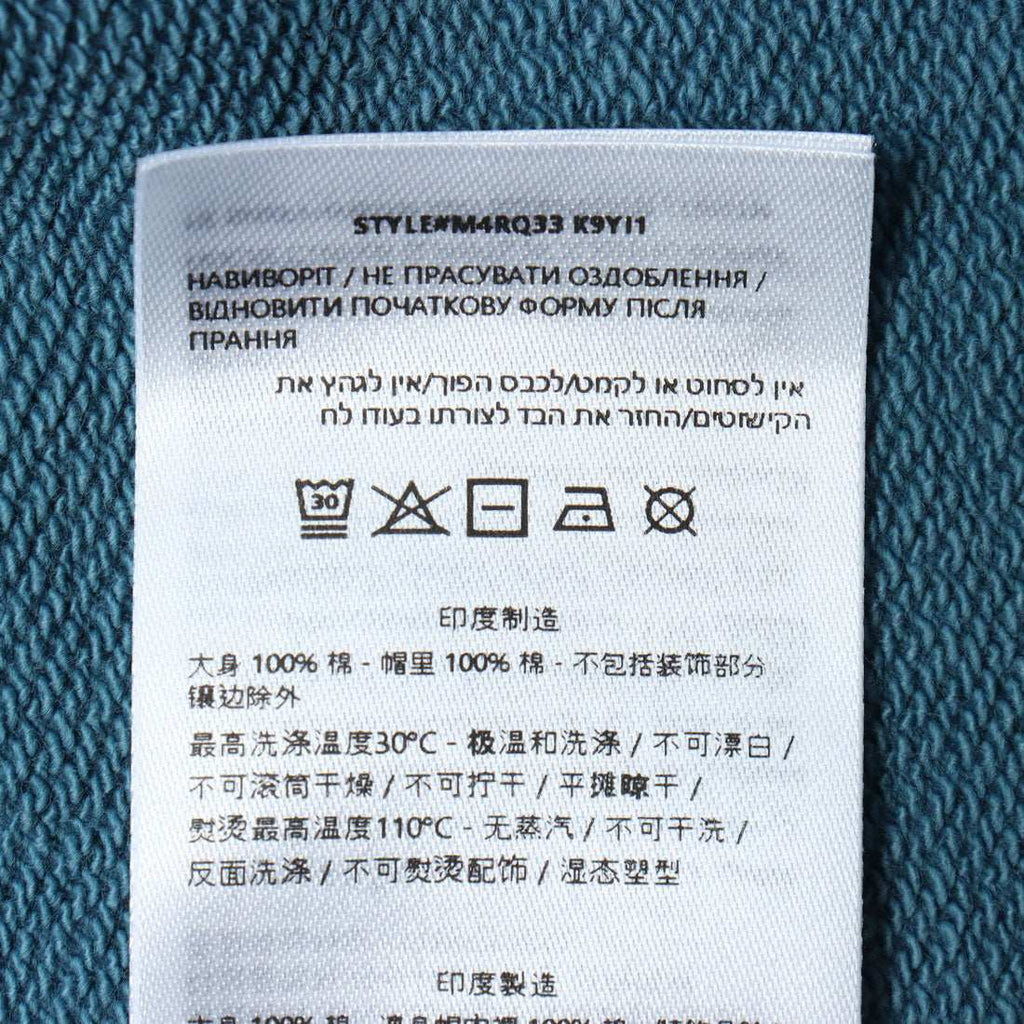 STYLE#M4RQ33 K9YI1
НАВИВОРІТ / НЕ ПРАСУВАТИ ОЗДОБЛЕННЯ /
ВІДНОВИТИ ПОЧАТКОВУ ФОРМУ ПІСЛЯ
ПРАННЯ
אין לסחוט או לקמט/לכבס הפוך/אין לגהץ את
הקישוטים/החזר את הבד לצורתו בעודו לח
30
印度制造
大身 100% 棉 - 帽里 100% 棉 - 不包括装饰部分
镶边除外
最高洗涤温度30°C - 极温和洗涤 / 不可漂白 /
不可滚筒干燥 / 不可拧干 / 平摊晾干 /
熨烫最高温度110°C - 无蒸汽 / 不可干洗 /
反面洗涤 / 不可熨烫配饰 / 湿态塑型
印度製造
大身 100% 棉 -